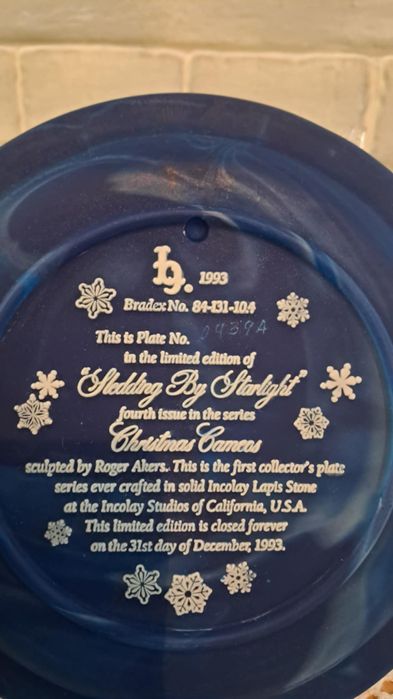 1993
Bradex No. 84-131-10.4
This is Plate No. 0439A
in the limited edition of
"Sledding By Starlight"
fourth issue in the series
Christmas Cameos
sculpted by Roger Akers. This is the first collector's plate
series ever crafted in solid Incolay Lapis Stone
at the Incolay Studios of California, U.S.A.
This limited edition is closed forever
on the 31st day of December, 1993.